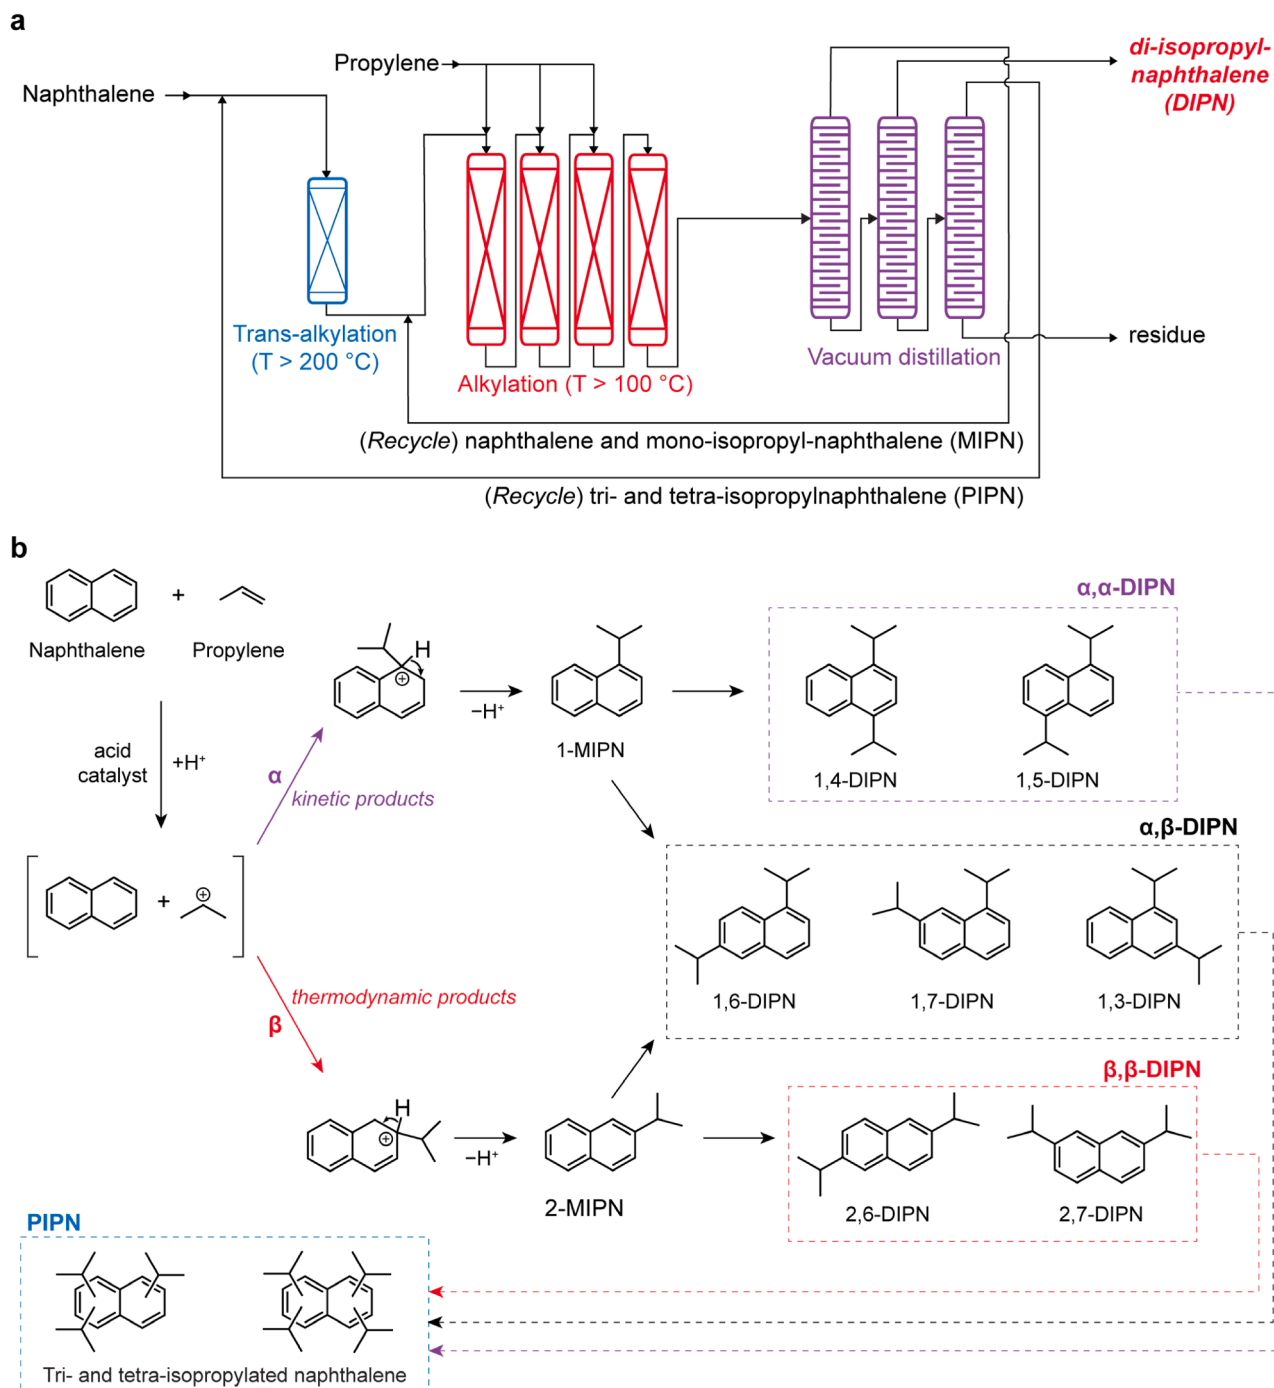 a
Naphthalene
Propylene
di-isopropyl-
naphthalene
(DIPN)
Trans-alkylation
(T > 200 °C)
Alkylation (T > 100 °C)
Vacuum distillation
residue
(Recycle) naphthalene and mono-isopropyl-naphthalene (MIPN)
(Recycle) tri- and tetra-isopropylnaphthalene (PIPN)
b
Naphthalene
+
Propylene
acid
catalyst
+H⁺
+
⊕
α
kinetic products
H
⊕
−H⁺
1-MIPN
α,α-DIPN
1,4-DIPN
1,5-DIPN
α,β-DIPN
1,6-DIPN
1,7-DIPN
1,3-DIPN
thermodynamic products
β
H
⊕
−H⁺
2-MIPN
β,β-DIPN
2,6-DIPN
2,7-DIPN
PIPN
Tri- and tetra-isopropylated naphthalene